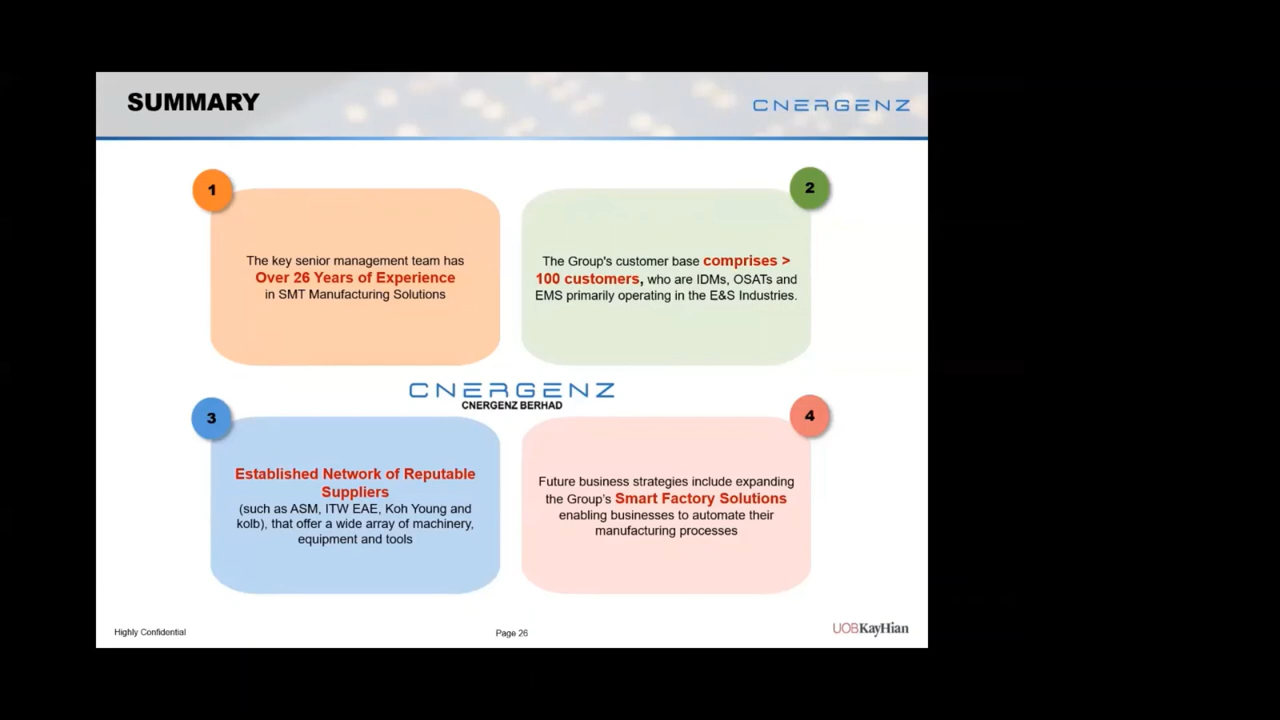 SUMMARY
CNERGENZ
1
The key senior management team has
Over 26 Years of Experience
in SMT Manufacturing Solutions
2
The Group's customer base comprises >
100 customers, who are IDMs, OSATs and
EMS primarily operating in the E&S Industries.
CNERGENZ
CNERGENZ BERHAD
3
Established Network of Reputable
Suppliers
(such as ASM, ITW EAE, Koh Young and
kolb), that offer a wide array of machinery,
equipment and tools
4
Future business strategies include expanding
the Group's Smart Factory Solutions
enabling businesses to automate their
manufacturing processes
Highly Confidential
Page 26
UOBKayHian